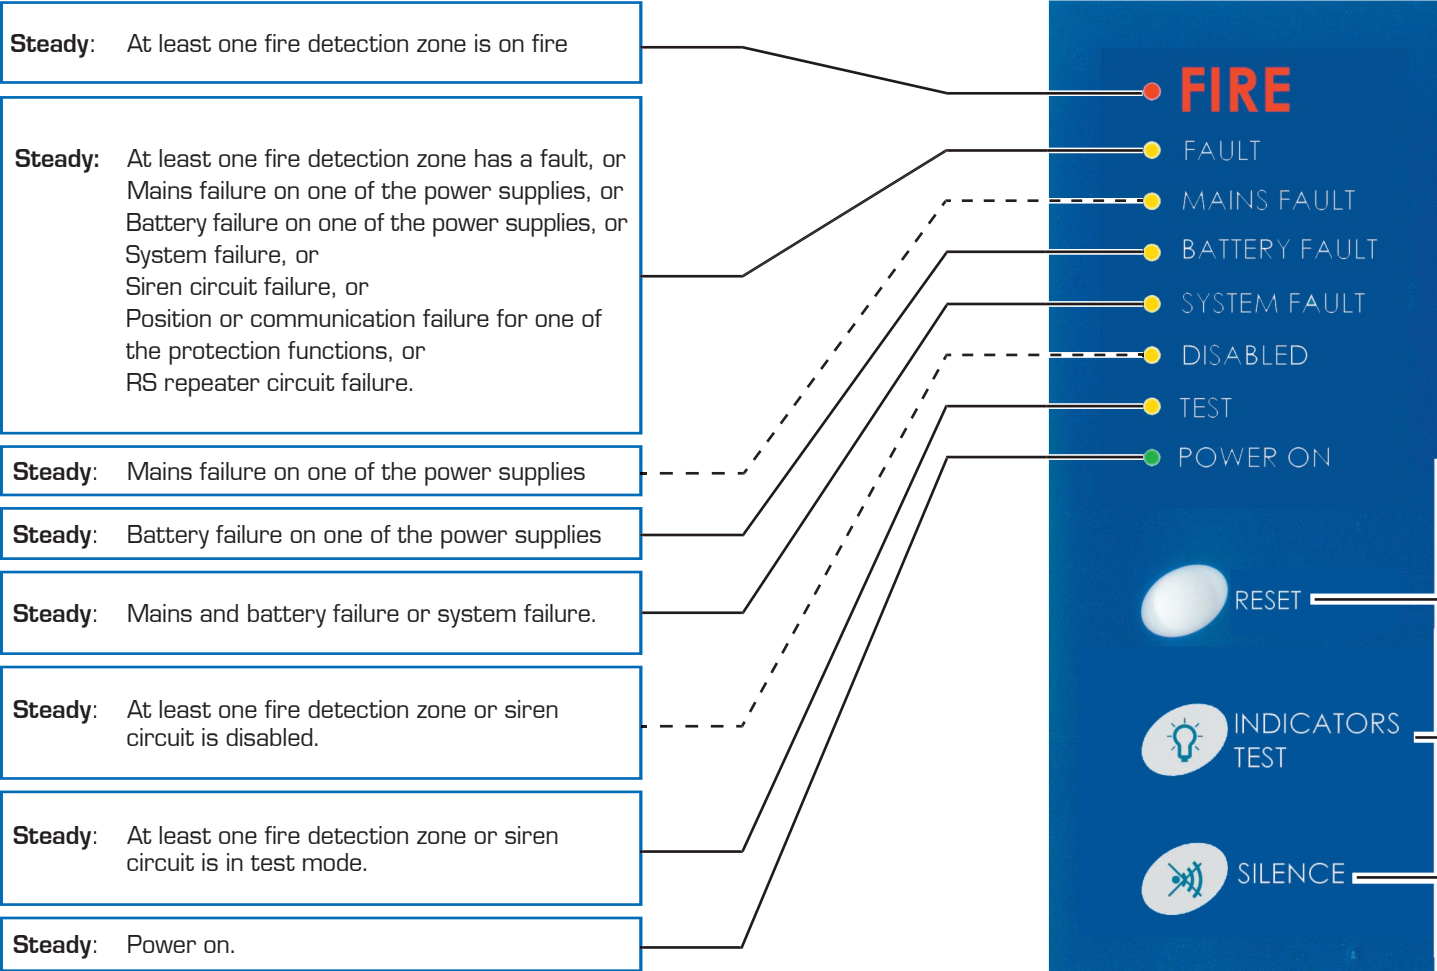 Steady: At least one fire detection zone is on fire
Steady: At least one fire detection zone has a fault, or
Mains failure on one of the power supplies, or
Battery failure on one of the power supplies, or
System failure, or
Siren circuit failure, or
Position or communication failure for one of
the protection functions, or
RS repeater circuit failure.
Steady: Mains failure on one of the power supplies
Steady: Battery failure on one of the power supplies
Steady: Mains and battery failure or system failure.
Steady: At least one fire detection zone or siren
circuit is disabled.
Steady: At least one fire detection zone or siren
circuit is in test mode.
Steady: Power on.
FIRE
FAULT
MAINS FAULT
BATTERY FAULT
SYSTEM FAULT
DISABLED
TEST
POWER ON
RESET
INDICATORS
TEST
SILENCE